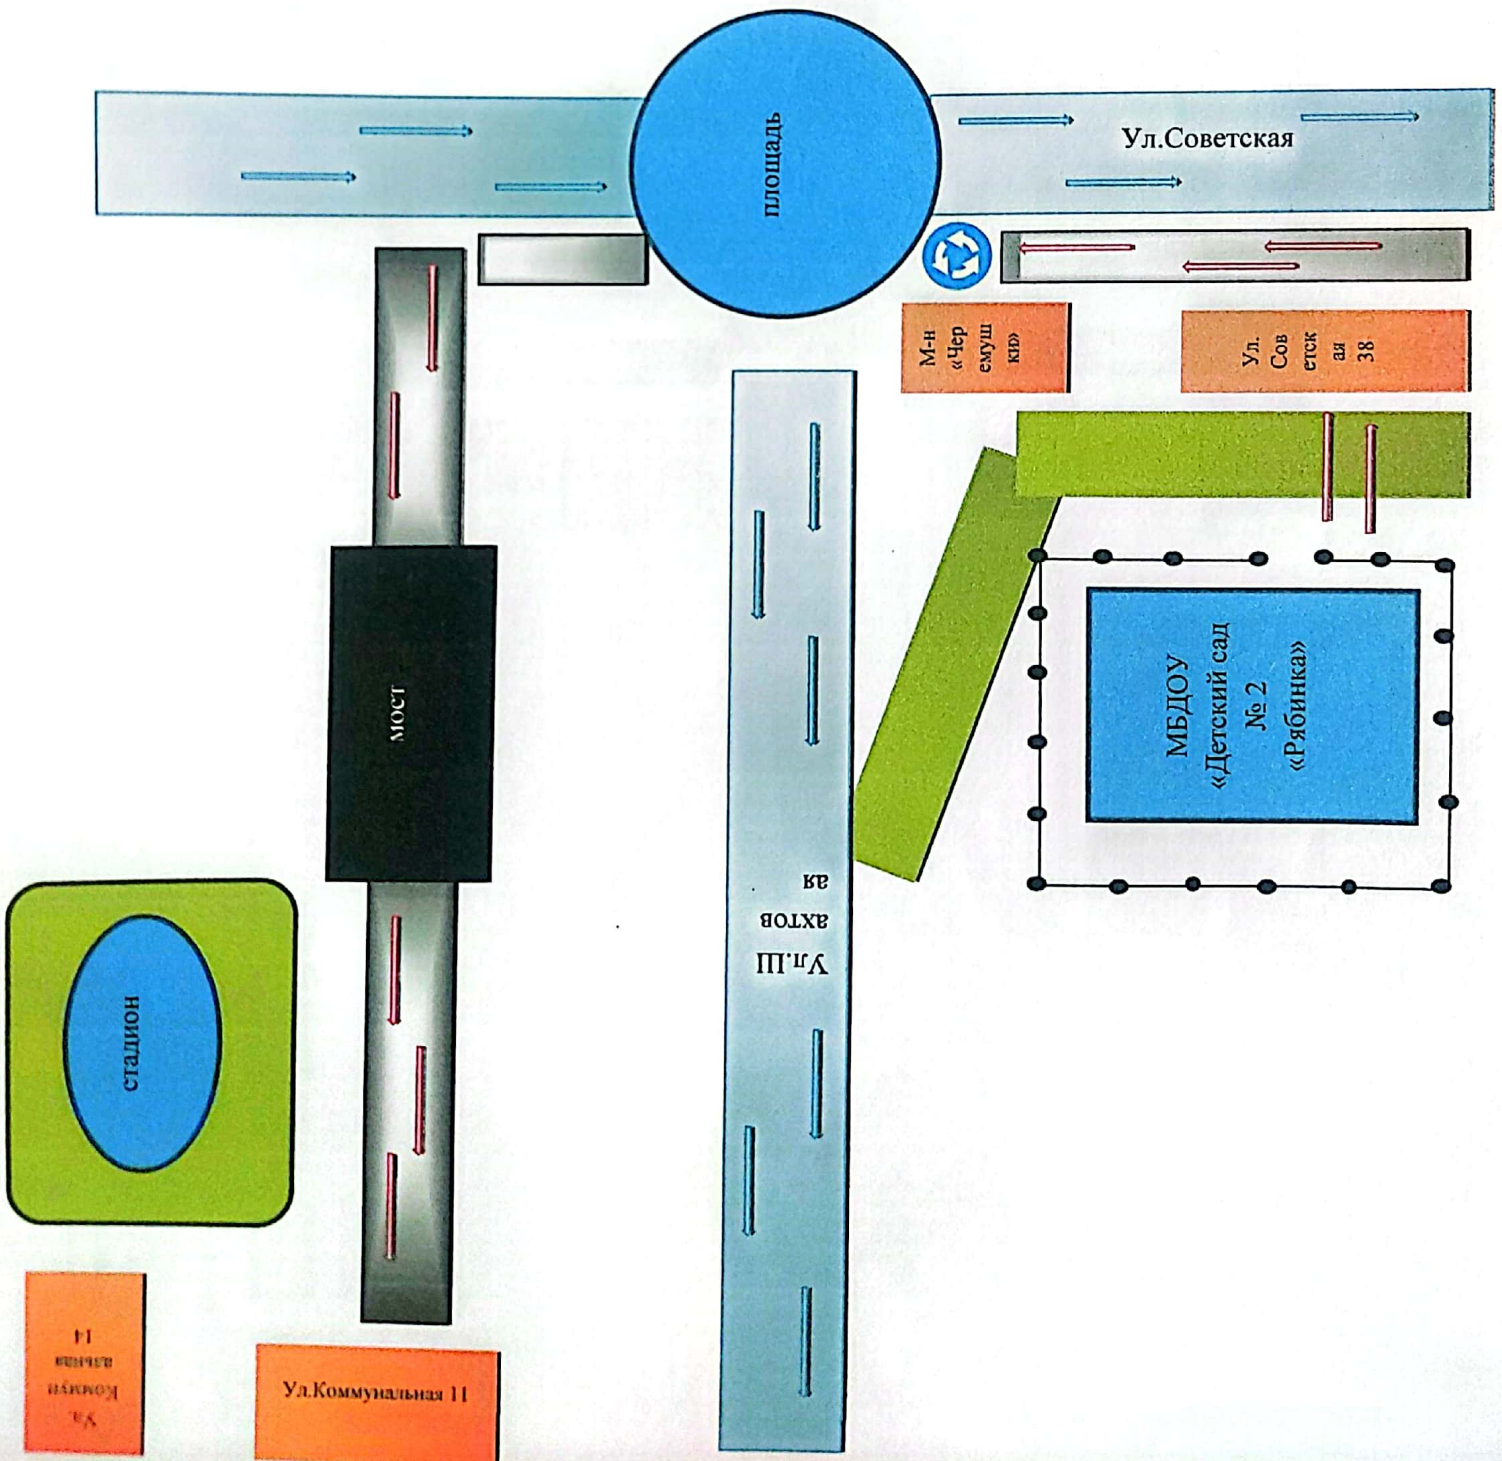 площадь
Ул.Советская
М-н
«Чер
емуш
ки»
Ул.
Сов
етск
ая
38
мост
МБДОУ
«Детский сад
№ 2
«Рябинка»
Ул.Ш
ахтов
ая
стадион
Ул.
Коммун
альная
14
Ул.Коммунальная 11